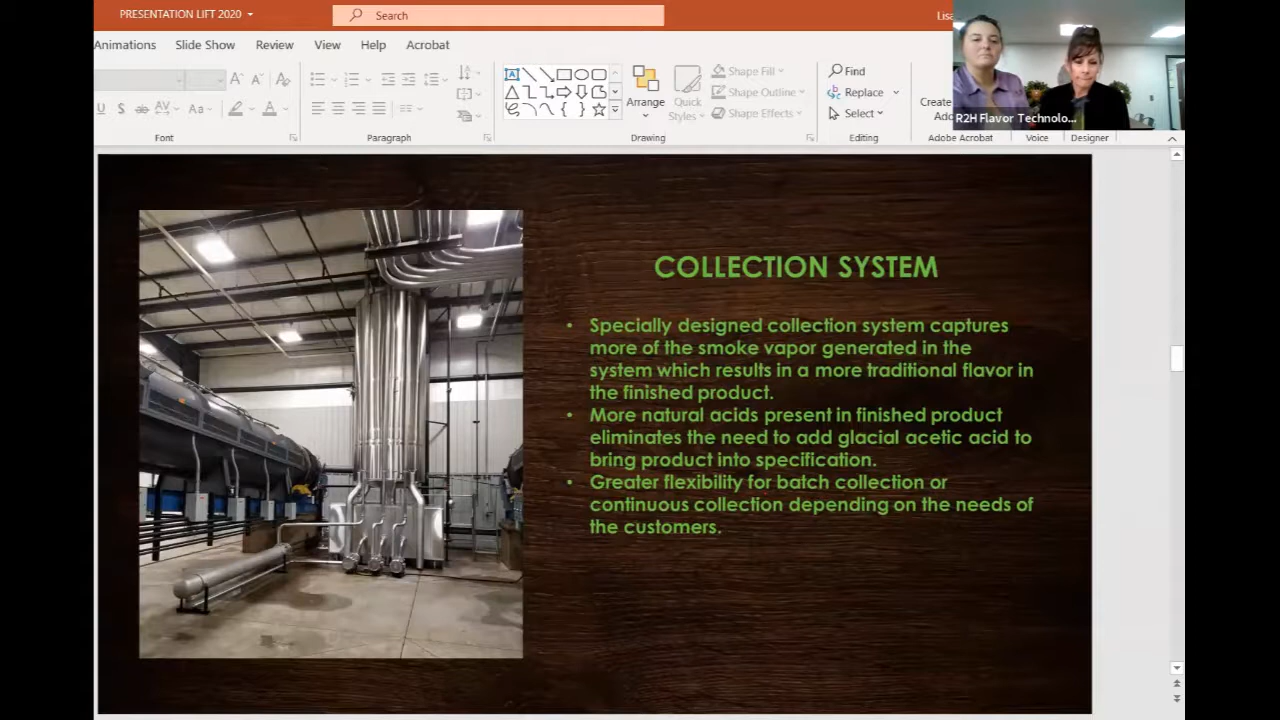 PRESENTATION LIFT 2020
Search
Lisa
Animations Slide Show Review View Help Acrobat
Shape Fill
Find
Shape Outline
Replace
Arrange
Quick
Styles
Create
Shape Effects
Select
R2H Flavor Technolo...
Font
Paragraph
Drawing
Editing
Adobe Acrobat
Voice
Designer
COLLECTION SYSTEM
• Specially designed collection system captures
more of the smoke vapor generated in the
system which results in a more traditional flavor in
the finished product.
• More natural acids present in finished product
eliminates the need to add glacial acetic acid to
bring product into specification.
• Greater flexibility for batch collection or
continuous collection depending on the needs of
the customers.